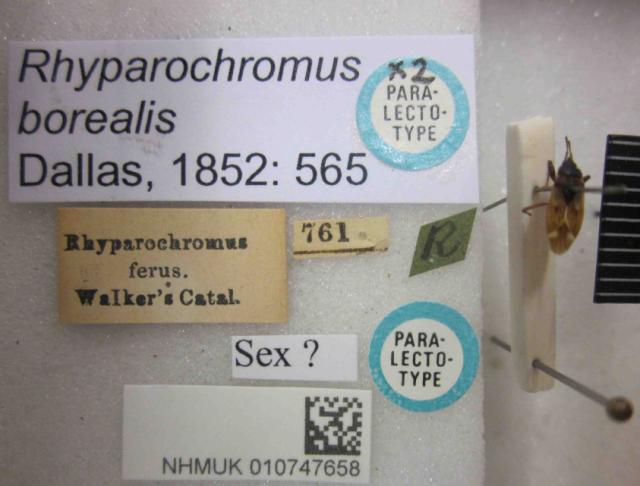 Rhyparochromus
borealis
Dallas, 1852: 565
x2
PARA-
LECTO-
TYPE
Rhyparochromus
ferus.
Walker's Catal.
761
R
Sex ?
PARA-
LECTO-
TYPE
NHMUK 010747658